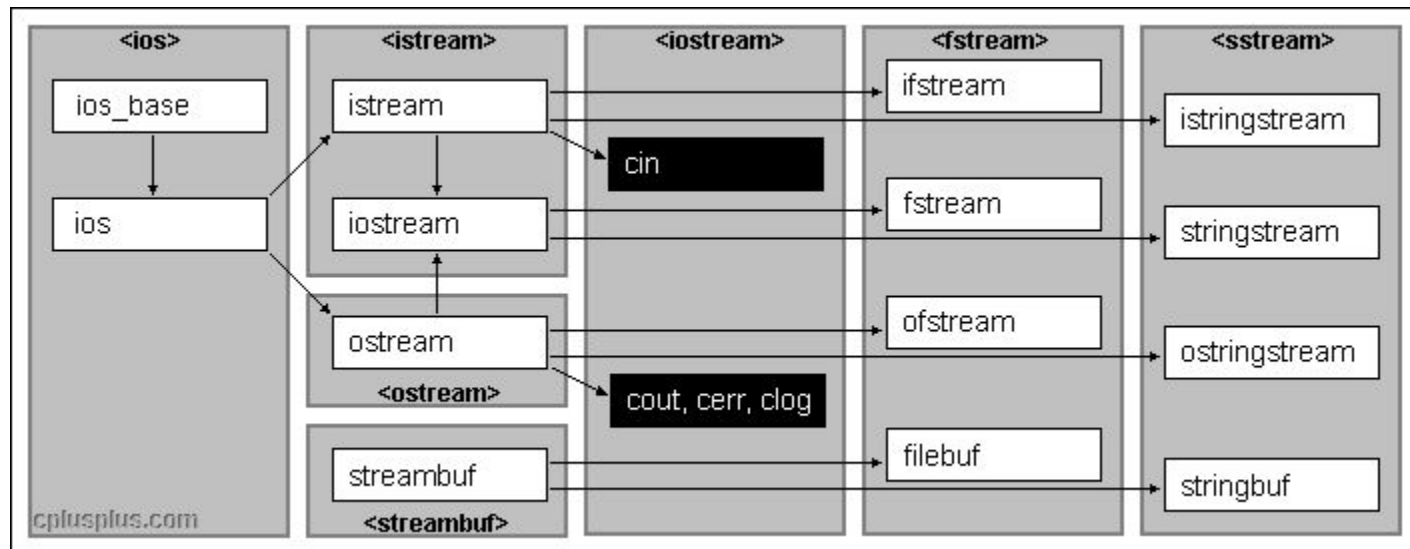 <ios>
ios_base
ios
<istream>
istream
iostream
ostream
<ostream>
streambuf
<streambuf>
<iostream>
cin
cout, cerr, clog
<fstream>
ifstream
fstream
ofstream
filebuf
<sstream>
istringstream
stringstream
ostringstream
stringbuf
cplusplus.com